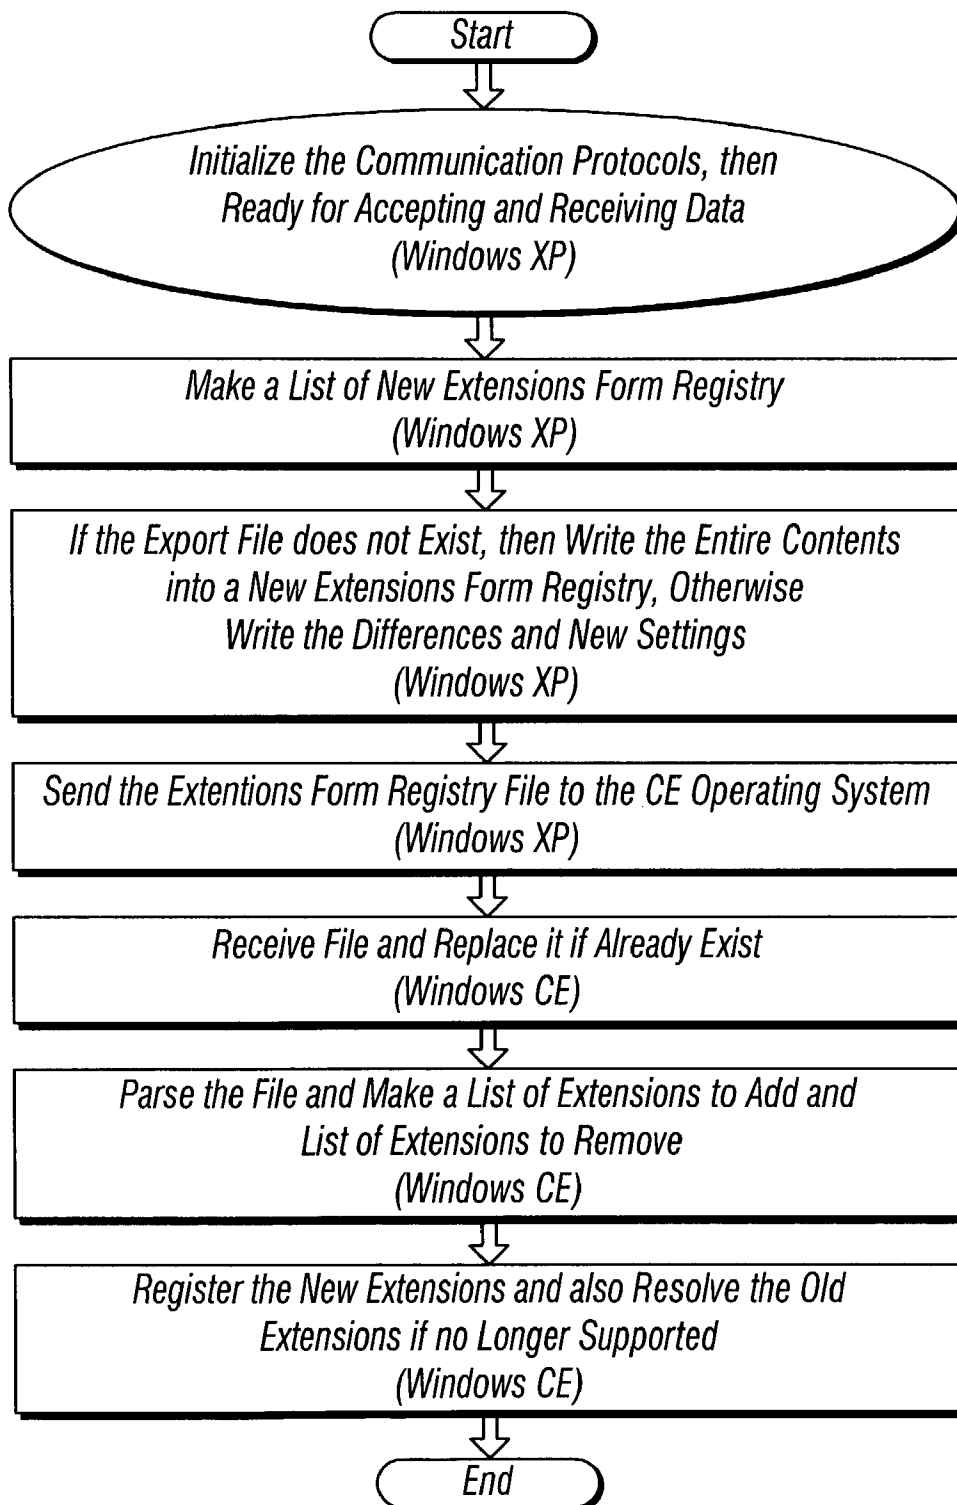 Start
Initialize the Communication Protocols, then
Ready for Accepting and Receiving Data
(Windows XP)
Make a List of New Extensions Form Registry
(Windows XP)
If the Export File does not Exist, then Write the Entire Contents
into a New Extensions Form Registry, Otherwise
Write the Differences and New Settings
(Windows XP)
Send the Extentions Form Registry File to the CE Operating System
(Windows XP)
Receive File and Replace it if Already Exist
(Windows CE)
Parse the File and Make a List of Extensions to Add and
List of Extensions to Remove
(Windows CE)
Register the New Extensions and also Resolve the Old
Extensions if no Longer Supported
(Windows CE)
End